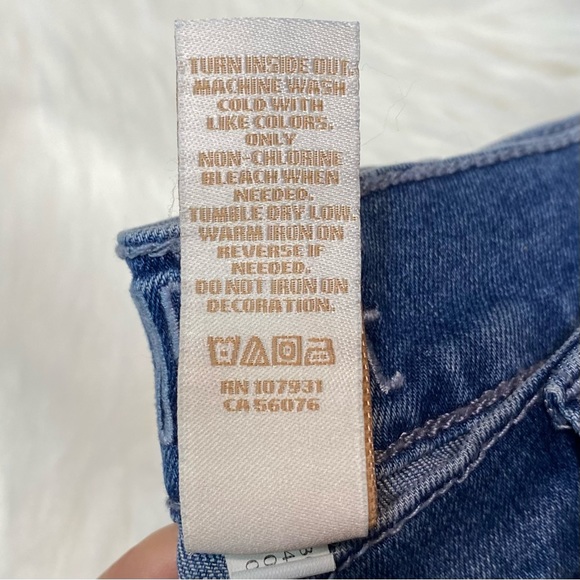 TURN INSIDE OUT.
MACHINE WASH
COLD WITH
LIKE COLORS.
ONLY
NON-CHLORINE
BLEACH WHEN
NEEDED.
TUMBLE DRY LOW.
WARM IRON ON
REVERSE IF
NEEDED.
DO NOT IRON ON
DECORATION.
RN 107931
CA 56076